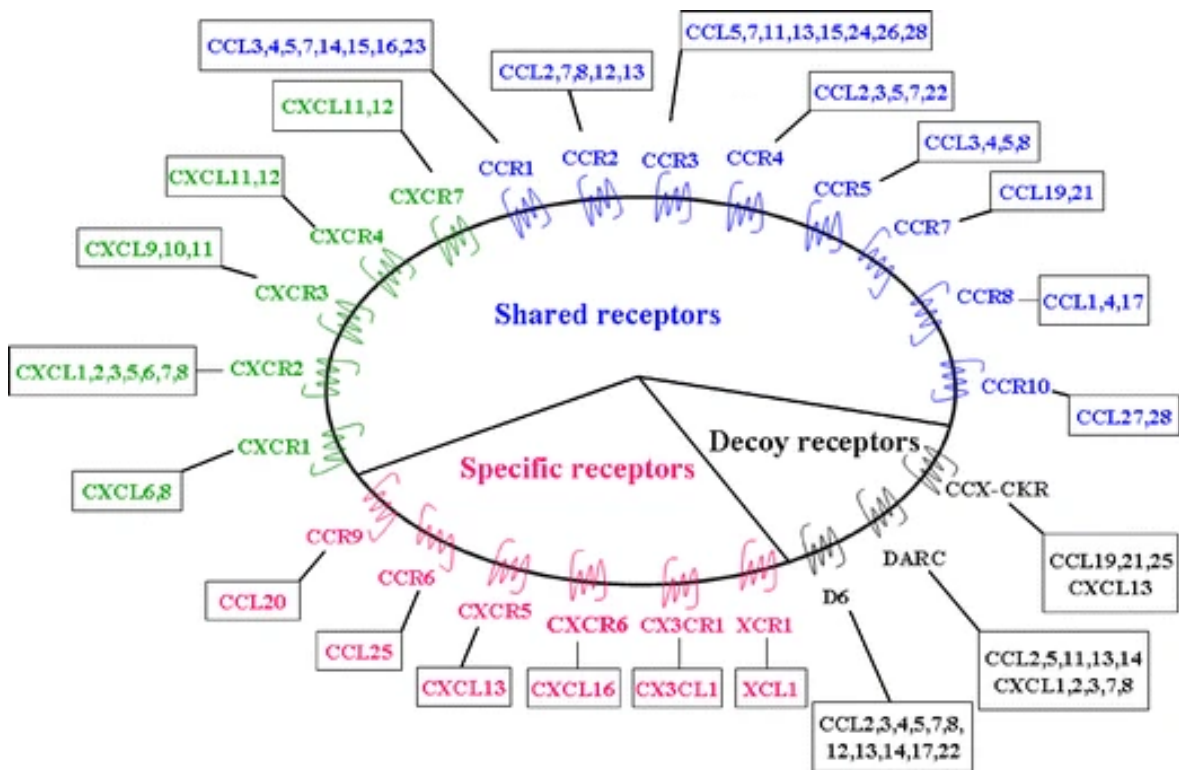 CCL3,4,5,7,14,15,16,23
CCL5,7,11,13,15,24,26,28
CCL2,7,8,12,13
CCL2,3,5,7,22
CXCL11,12
CCL3,4,5,8
CCR1
CCR2
CCR3
CCR4
CXCL11,12
CXCR7
CCR5
CCL19,21
CCR7
CXCR4
CXCL9,10,11
CXCR3
CCR8
CCL1,4,17
Shared receptors
CXCL1,2,3,5,6,7,8
CXCR2
CCR10
CCL27,28
CXCR1
Decoy receptors
Specific receptors
CXCL6,8
CCX-CKR
CCR9
DARC
CCL19,21,25
CXCL13
CCR6
CCL20
CXCR5
CXCR6
CX3CR1
XCR1
D6
CCL25
CXCL13
CXCL16
CX3CL1
XCL1
CCL2,5,11,13,14
CXCL1,2,3,7,8
CCL2,3,4,5,7,8,
12,13,14,17,22